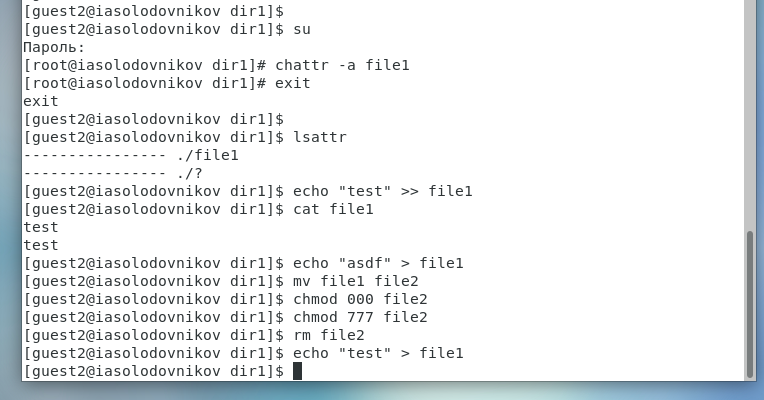 [guest2@iasolodovnikov dir1]$
[guest2@iasolodovnikov dir1]$ su
Пароль:
[root@iasolodovnikov dir1]# chattr -a file1
[root@iasolodovnikov dir1]# exit
exit
[guest2@iasolodovnikov dir1]$
[guest2@iasolodovnikov dir1]$ lsattr
---------------- ./file1
---------------- ./?
[guest2@iasolodovnikov dir1]$ echo "test" >> file1
[guest2@iasolodovnikov dir1]$ cat file1
test
test
[guest2@iasolodovnikov dir1]$ echo "asdf" > file1
[guest2@iasolodovnikov dir1]$ mv file1 file2
[guest2@iasolodovnikov dir1]$ chmod 000 file2
[guest2@iasolodovnikov dir1]$ chmod 777 file2
[guest2@iasolodovnikov dir1]$ rm file2
[guest2@iasolodovnikov dir1]$ echo "test" > file1
[guest2@iasolodovnikov dir1]$